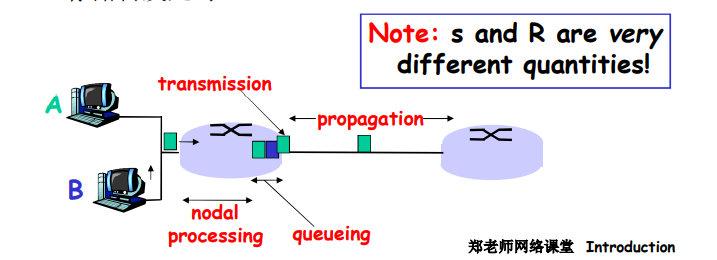 Note: s and R are very
different quantities!
transmission
A
propagation
B
nodal
processing
queueing
郑老师网络课堂 Introduction